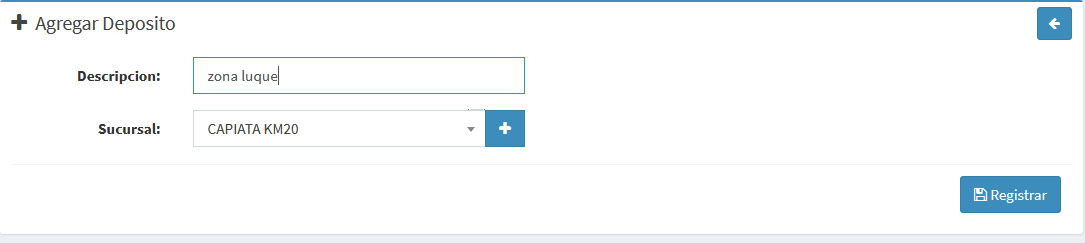 Agregar Deposito
Descripcion: zona luque
Sucursal: CAPIATA KM20
Registrar